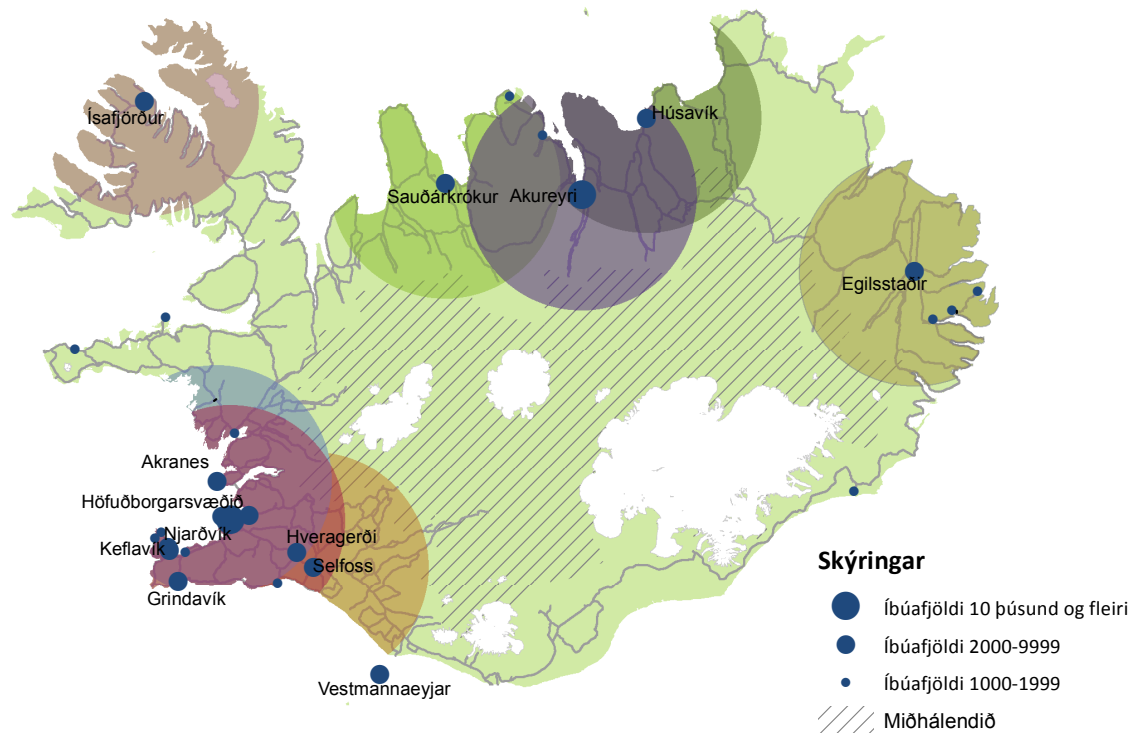 Ísafjörður
Húsavík
Sauðárkrókur
Akureyri
Egilsstaðir
Akranes
Höfuðborgarsvæðið
Njarðvík
Keflavík
Hveragerði
Selfoss
Grindavík
Vestmannaeyjar
Skýringar
Íbúafjöldi 10 þúsund og fleiri
Íbúafjöldi 2000-9999
Íbúafjöldi 1000-1999
Miðhálendið